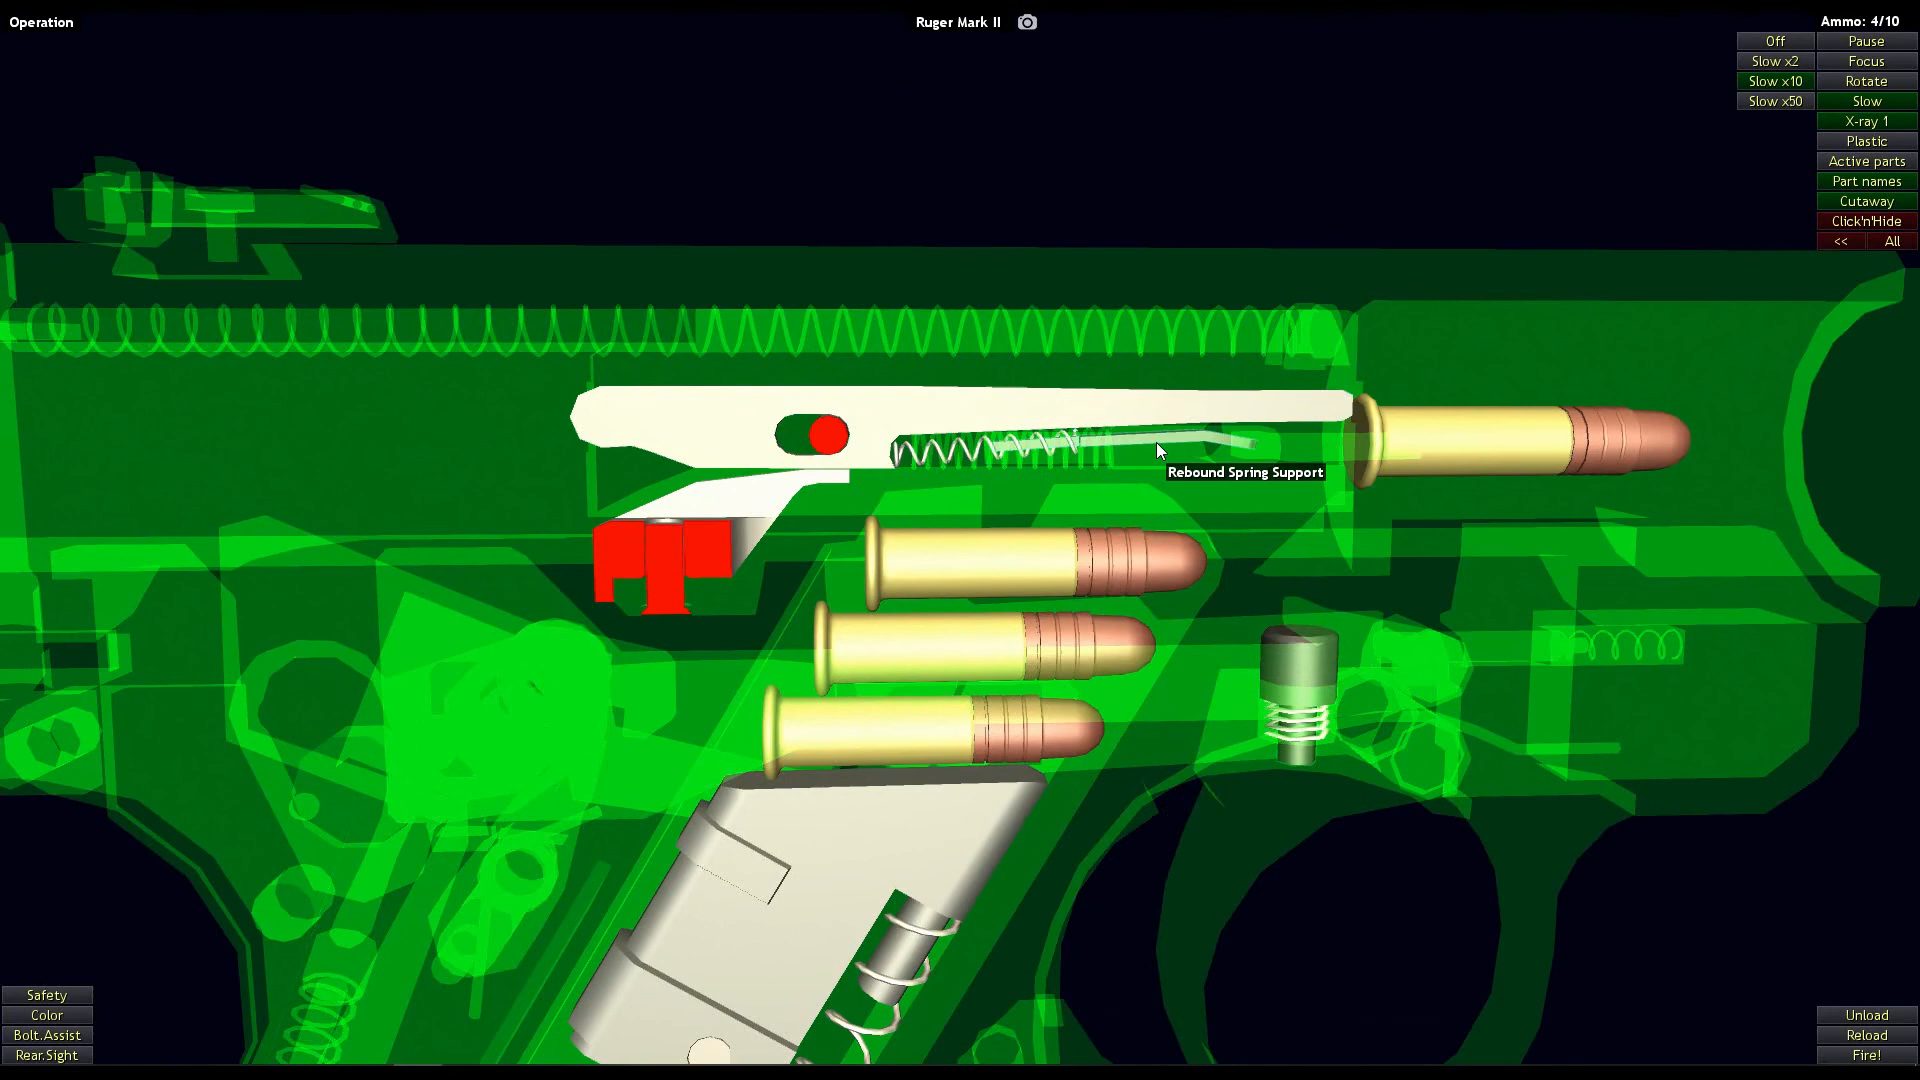 Operation
Ruger Mark II
Ammo: 4/10
Off
Pause
Slow x2
Focus
Slow x10
Rotate
Slow x50
Slow
X-ray 1
Plastic
Active parts
Part names
Cutaway
Click'n'Hide
<< All
Rebound Spring Support
Safety
Color
Bolt.Assist
Rear.Sight
Unload
Reload
Fire!